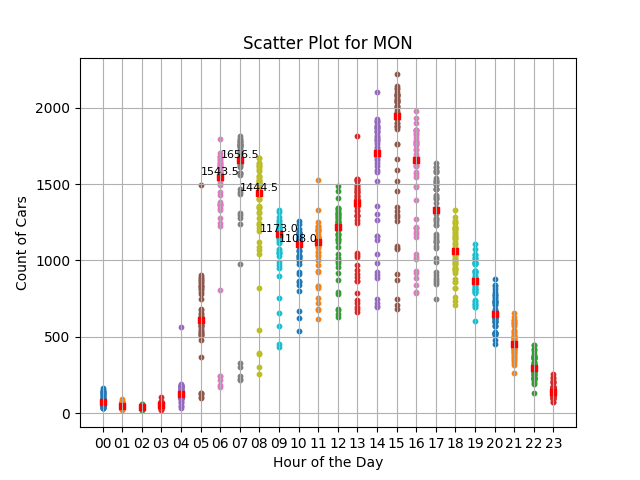 Scatter Plot for MON
Count of Cars
2000
1500
1000
500
0
1543.5
1656.5
1444.5
1173.0
1108.0
00 01 02 03 04 05 06 07 08 09 10 11 12 13 14 15 16 17 18 19 20 21 22 23
Hour of the Day